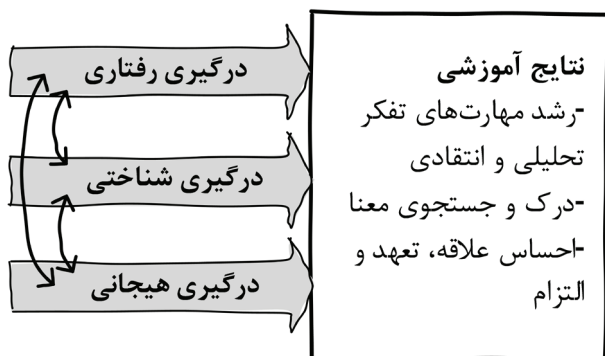 درگیری رفتاری
درگیری شناختی
درگیری هیجانی
نتایج آموزشی
-رشد مهارت‌های تفکر
تحلیلی و انتقادی
-درک و جستجوی معنا
-احساس علاقه، تعهد و
التزام